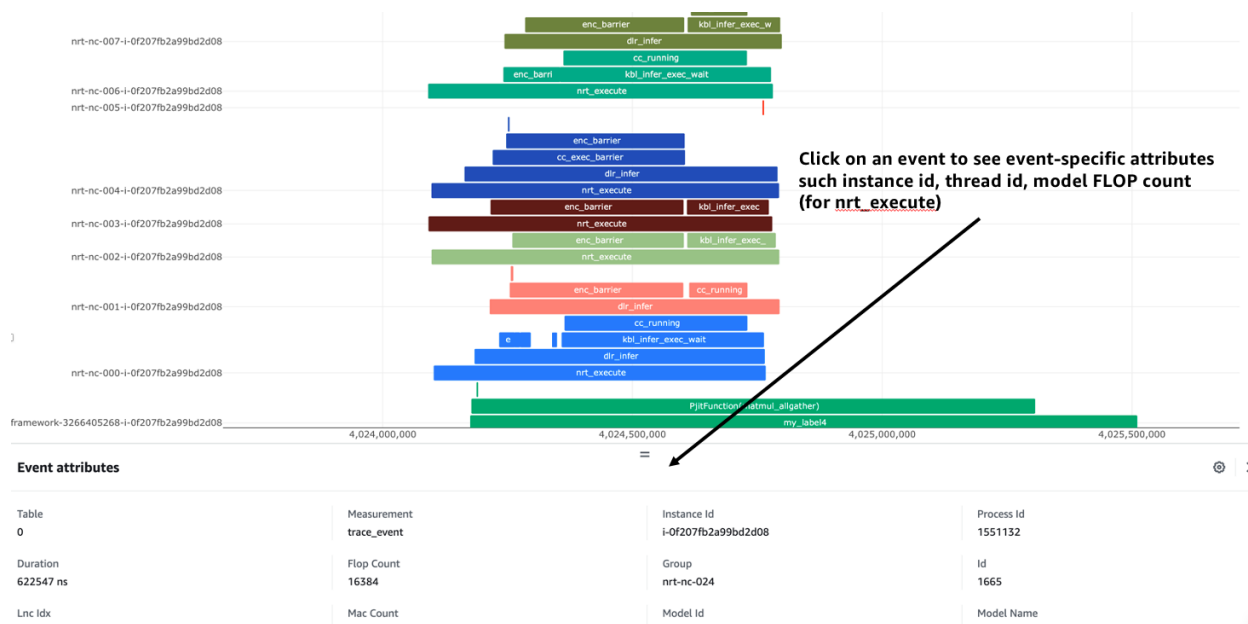 enc_barrier kbl_infer_exec_w
nrt-nc-007-i-0f207fb2a99bd2d08 dlr_infer
cc_running
enc_barri kbl_infer_exec_wait
nrt-nc-006-i-0f207fb2a99bd2d08 nrt_execute
nrt-nc-005-i-0f207fb2a99bd2d08
enc_barrier
cc_exec_barrier
dlr_infer
nrt-nc-004-i-0f207fb2a99bd2d08 nrt_execute
enc_barrier kbl_infer_exec
nrt-nc-003-i-0f207fb2a99bd2d08 nrt_execute
enc_barrier kbl_infer_exec_
nrt-nc-002-i-0f207fb2a99bd2d08 nrt_execute
enc_barrier cc_running
nrt-nc-001-i-0f207fb2a99bd2d08 dlr_infer
cc_running
e kbl_infer_exec_wait
dlr_infer
nrt-nc-000-i-0f207fb2a99bd2d08 nrt_execute
PjitFunction(matmul_allgather)
framework-3266405268-i-0f207fb2a99bd2d08 my_label4
4,024,000,000 4,024,500,000 4,025,000,000 4,025,500,000
Click on an event to see event-specific attributes
such instance id, thread id, model FLOP count
(for nrt_execute)
Event attributes
Table Measurement Instance Id Process Id
0 trace_event i-0f207fb2a99bd2d08 1551132
Duration Flop Count Group Id
622547 ns 16384 nrt-nc-024 1665
Lnc Idx Mac Count Model Id Model Name